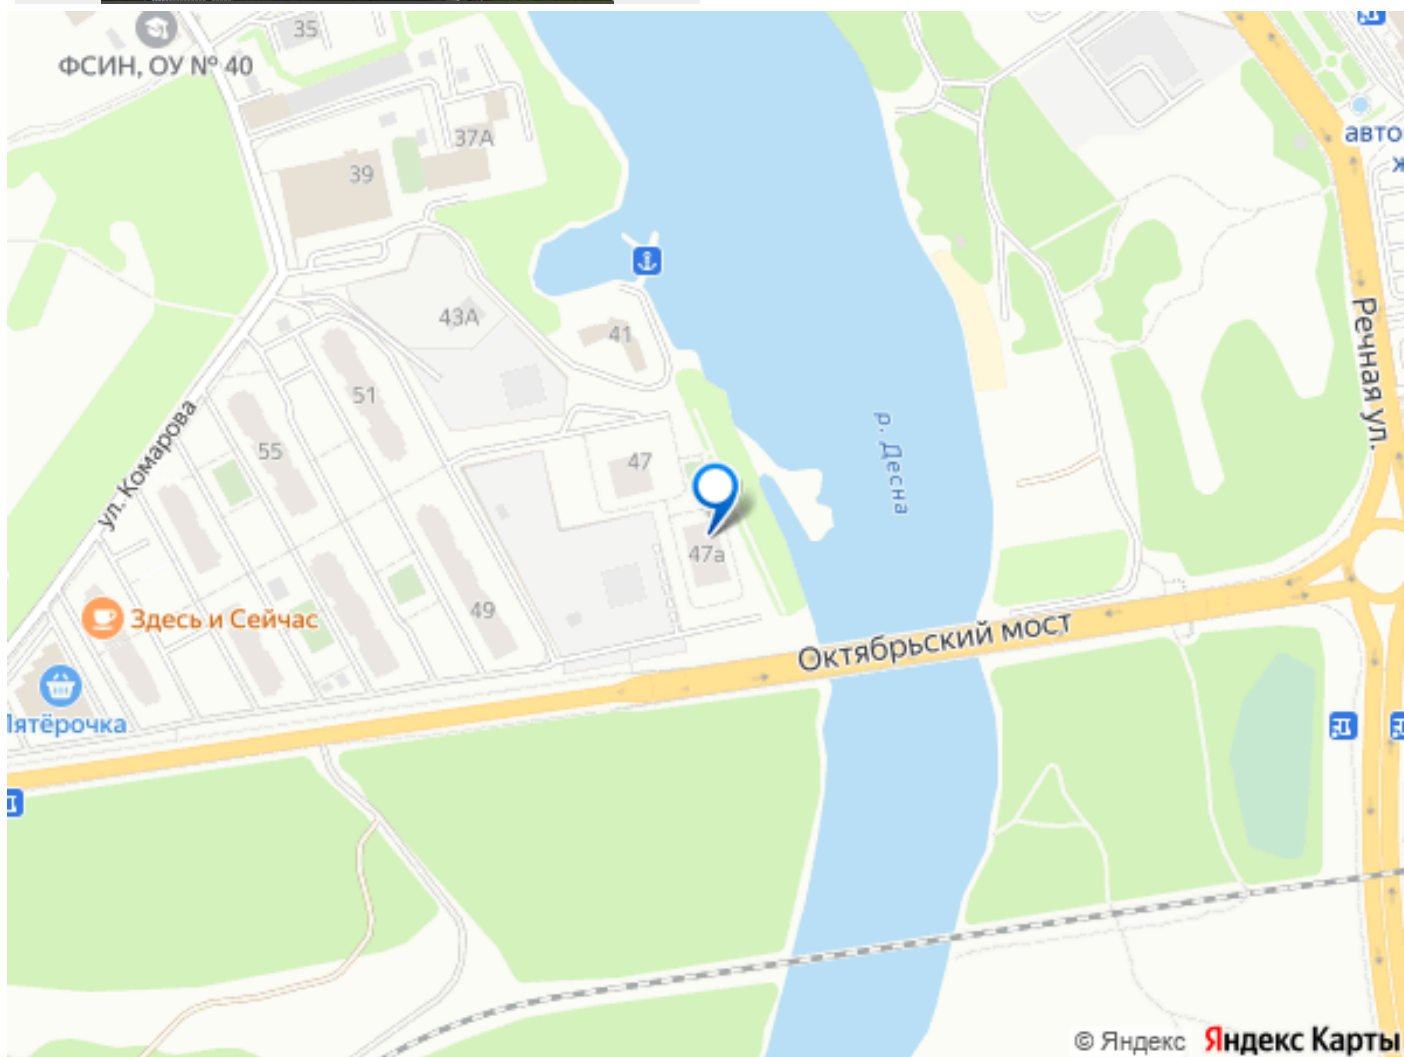 35
ФСИН, ОУ № 40
37А
авто
ж
39
43А
41
Речная ул.
51
ул. Комарова
55
47
р. Десна
47а
49
Здесь и Сейчас
Октябрьский мост
Пятёрочка
© Яндекс Яндекс Карты